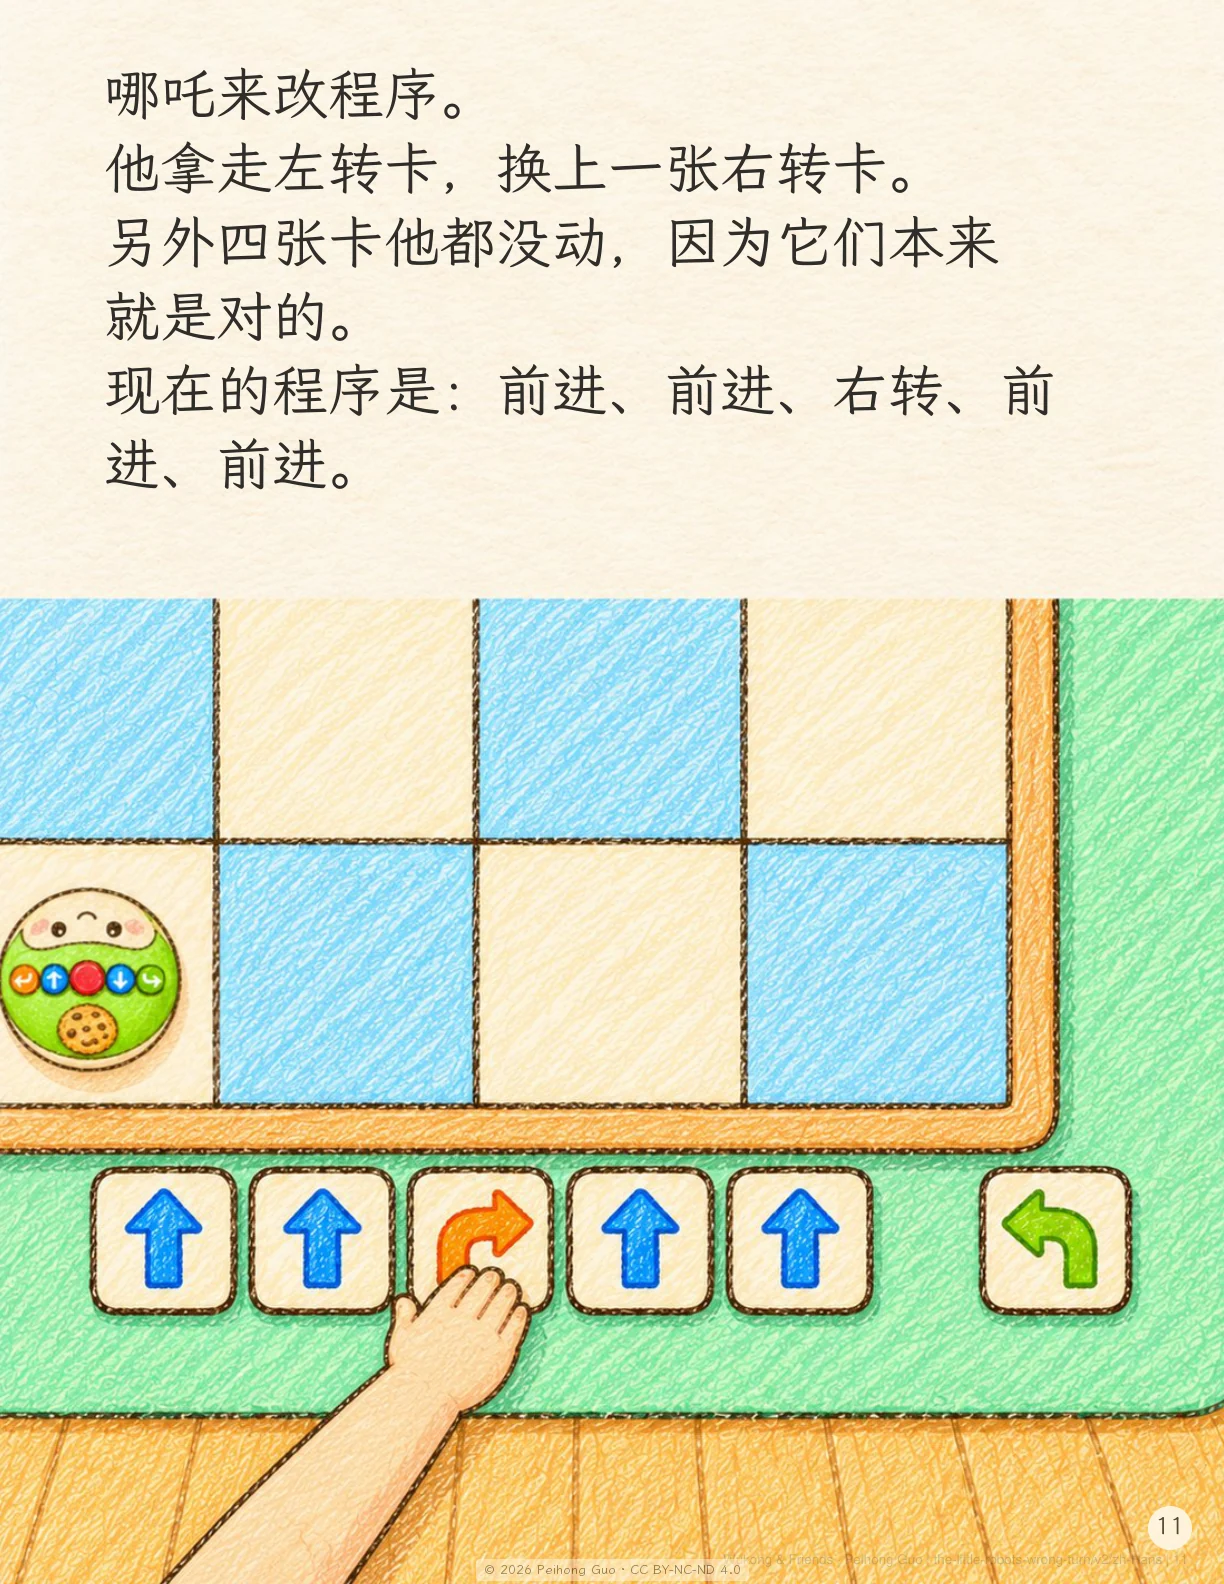 哪吒来改程序。
他拿走左转卡，换上一张右转卡。
另外四张卡他都没动，因为它们本来
就是对的。
现在的程序是：前进、前进、右转、前
进、前进。
11
© 2026 Peihong Guo · CC BY-NC-ND 4.0